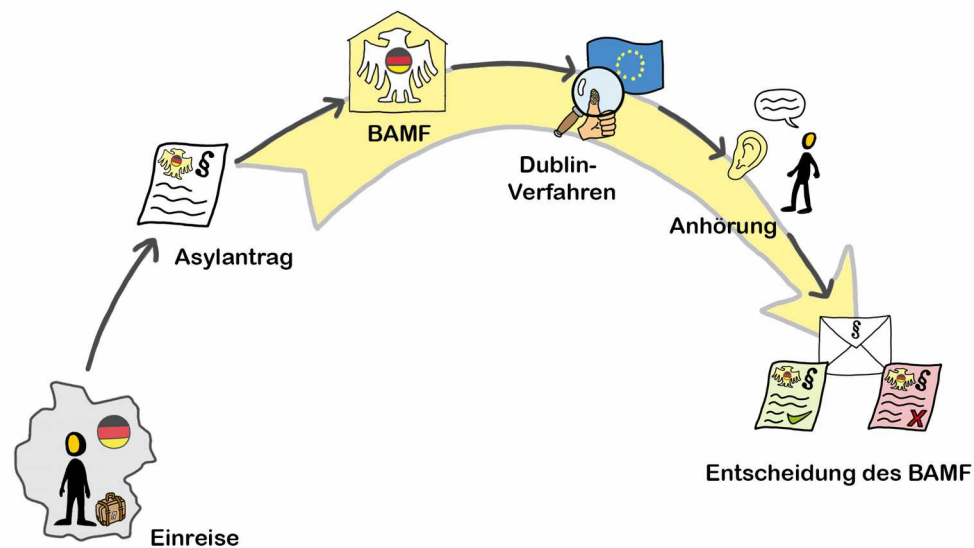 Einreise
Asylantrag
§
BAMF
Dublin-
Verfahren
Anhörung
§
§
§
Entscheidung des BAMF